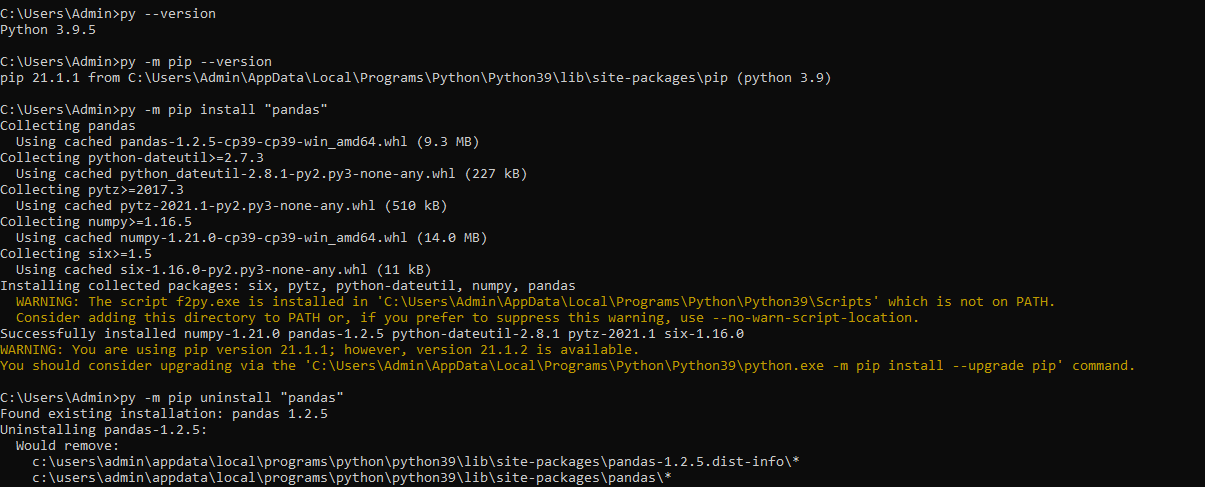 C:\Users\Admin>py --version
Python 3.9.5
C:\Users\Admin>py -m pip --version
pip 21.1.1 from C:\Users\Admin\AppData\Local\Programs\Python\Python39\lib\site-packages\pip (python 3.9)
C:\Users\Admin>py -m pip install "pandas"
Collecting pandas
  Using cached pandas-1.2.5-cp39-cp39-win_amd64.whl (9.3 MB)
Collecting python-dateutil>=2.7.3
  Using cached python_dateutil-2.8.1-py2.py3-none-any.whl (227 kB)
Collecting pytz>=2017.3
  Using cached pytz-2021.1-py2.py3-none-any.whl (510 kB)
Collecting numpy>=1.16.5
  Using cached numpy-1.21.0-cp39-cp39-win_amd64.whl (14.0 MB)
Collecting six>=1.5
  Using cached six-1.16.0-py2.py3-none-any.whl (11 kB)
Installing collected packages: six, pytz, python-dateutil, numpy, pandas
  WARNING: The script f2py.exe is installed in 'C:\Users\Admin\AppData\Local\Programs\Python\Python39\Scripts' which is not on PATH.
  Consider adding this directory to PATH or, if you prefer to suppress this warning, use --no-warn-script-location.
Successfully installed numpy-1.21.0 pandas-1.2.5 python-dateutil-2.8.1 pytz-2021.1 six-1.16.0
WARNING: You are using pip version 21.1.1; however, version 21.1.2 is available.
You should consider upgrading via the 'C:\Users\Admin\AppData\Local\Programs\Python\Python39\python.exe -m pip install --upgrade pip' command.
C:\Users\Admin>py -m pip uninstall "pandas"
Found existing installation: pandas 1.2.5
Uninstalling pandas-1.2.5:
  Would remove:
    c:\users\admin\appdata\local\programs\python\python39\lib\site-packages\pandas-1.2.5.dist-info\*
    c:\users\admin\appdata\local\programs\python\python39\lib\site-packages\pandas\*